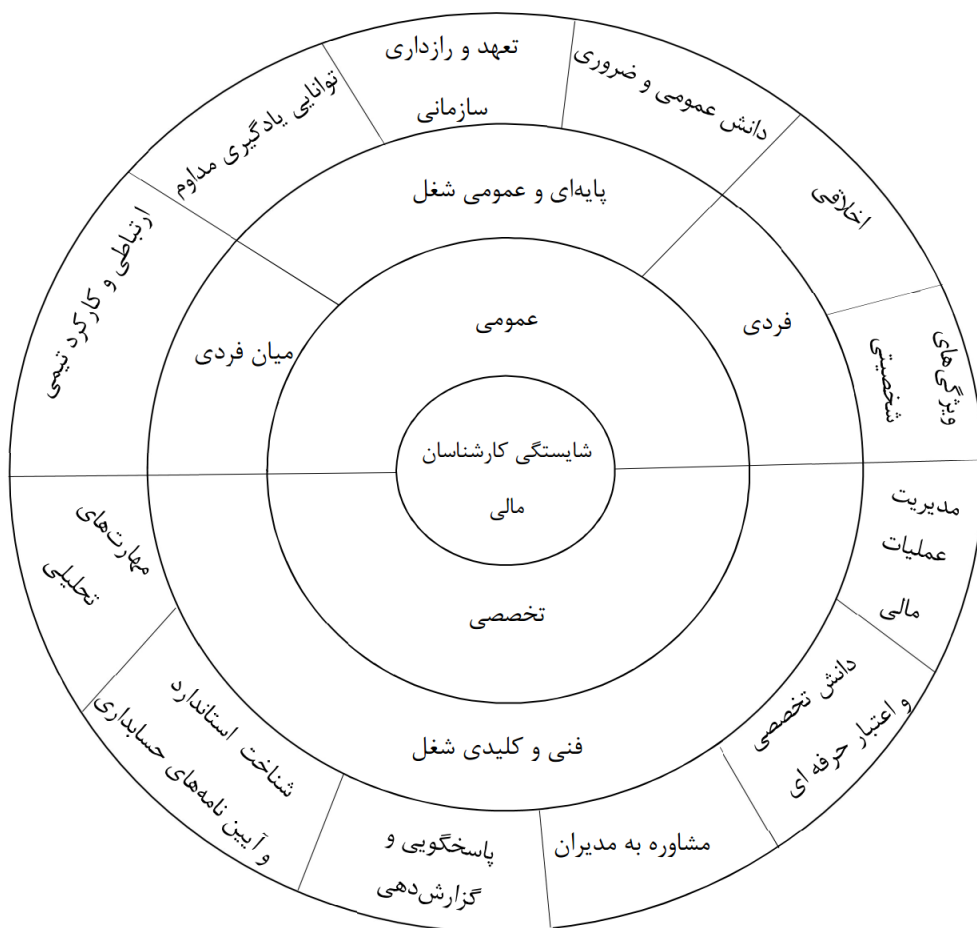 تعهد و رازداری
سازمانی
دانش عمومی و ضروری
توانایی یادگیری مداوم
اخلاقی
پایه‌ای و عمومی شغل
ارتباطی و کارکرد تیمی
عمومی
فردی
میان فردی
ویژگی‌های
شخصیتی
شایستگی کارشناسان
مالی
مدیریت
عملیات
مالی
مهارت‌های
تحلیلی
تخصصی
دانش تخصصی
و اعتبار حرفه ای
شناخت استاندارد
و آیین نامه‌های حسابداری
فنی و کلیدی شغل
مشاوره به مدیران
پاسخگویی و
گزارش‌دهی